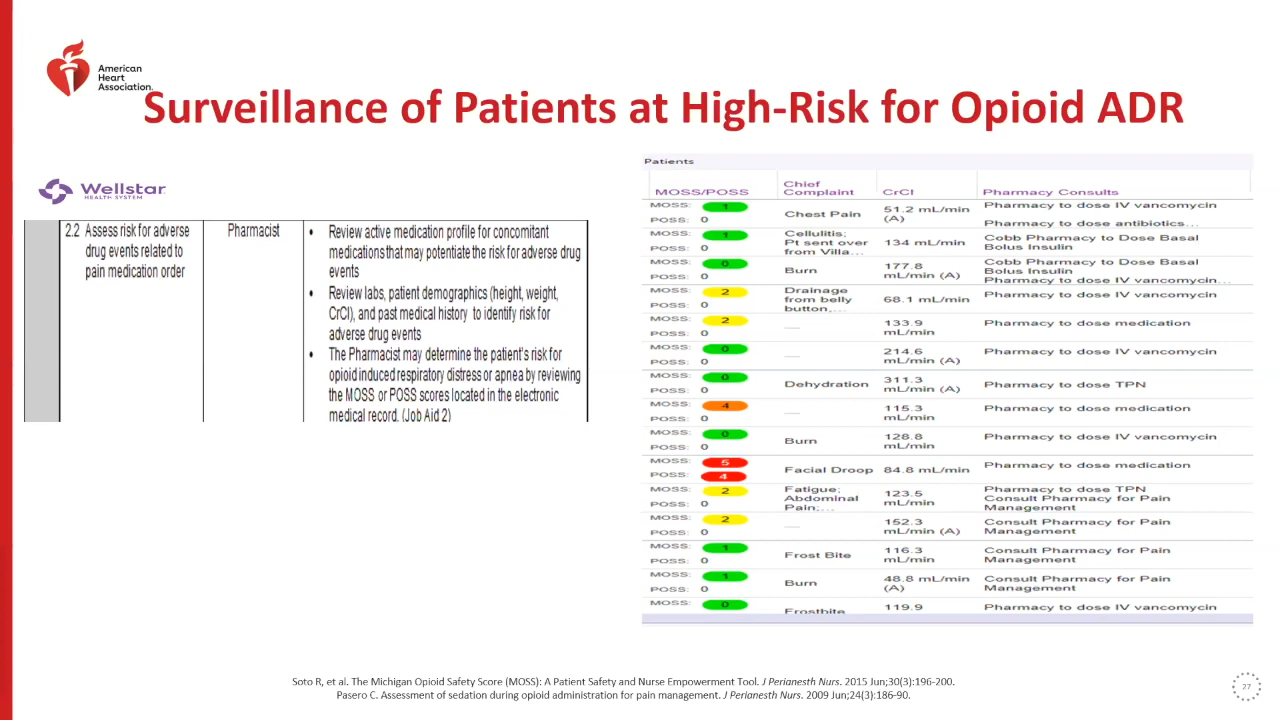 American
Heart
Association.
Surveillance of Patients at High-Risk for Opioid ADR
Wellstar
HEALTH SYSTEM
2.2 Assess risk for adverse
drug events related to
pain medication order
Pharmacist
• Review active medication profile for concomitant
medications that may potentiate the risk for adverse drug
events
• Review labs, patient demographics (height, weight,
CrCl), and past medical history to identify risk for
adverse drug events
• The Pharmacist may determine the patient's risk for
opioid induced respiratory distress or apnea by reviewing
the MOSS or POSS scores located in the electronic
medical record. (Job Aid 2)
Patients
MOSS/POSS Chief Complaint CrCl Pharmacy Consults
MOSS: 1 Chest Pain 51.2 mL/min (A) Pharmacy to dose IV vancomycin
POSS: 0 Pharmacy to dose antibiotics...
MOSS: 1 Cellulitis; Pt sent over from Villa... 134 mL/min Cobb Pharmacy to Dose Basal Bolus Insulin
POSS: 0
MOSS: 0 Burn 177.8 mL/min (A) Cobb Pharmacy to Dose Basal Bolus Insulin
POSS: 0 Pharmacy to dose IV vancomycin...
MOSS: 2 Drainage from belly button,... 68.1 mL/min Pharmacy to dose IV vancomycin
POSS: 0
MOSS: 2 — 133.9 mL/min Pharmacy to dose medication
POSS: 0
MOSS: 0 — 214.6 mL/min (A) Pharmacy to dose IV vancomycin
POSS: 0
MOSS: 0 Dehydration 311.3 mL/min (A) Pharmacy to dose TPN
POSS: 0
MOSS: 4 — 115.3 mL/min Pharmacy to dose medication
POSS: 0
MOSS: 0 Burn 128.8 mL/min Pharmacy to dose IV vancomycin
POSS: 0
MOSS: 5 Facial Droop 84.8 mL/min Pharmacy to dose medication
POSS: 4
MOSS: 2 Fatigue; Abdominal Pain;... 123.5 mL/min Pharmacy to dose TPN
POSS: 0 Consult Pharmacy for Pain Management
MOSS: 2 — 152.3 mL/min (A) Consult Pharmacy for Pain Management
POSS: 0
MOSS: 1 Frost Bite 116.3 mL/min Consult Pharmacy for Pain Management
POSS: 0
MOSS: 1 Burn 48.8 mL/min (A) Consult Pharmacy for Pain Management
POSS: 0
MOSS: 0 Frostbite 119.9 Pharmacy to dose IV vancomycin
Soto R, et al. The Michigan Opioid Safety Score (MOSS): A Patient Safety and Nurse Empowerment Tool. J Perianesth Nurs. 2015 Jun;30(3):196-200.
Pasero C. Assessment of sedation during opioid administration for pain management. J Perianesth Nurs. 2009 Jun;24(3):186-90.
27